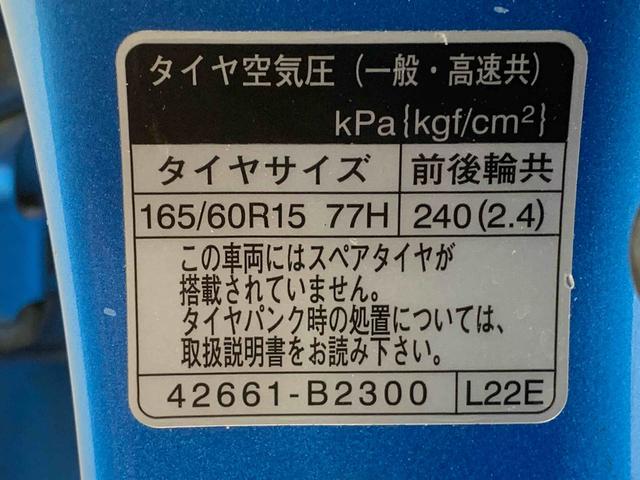 タイヤ空気圧（一般・高速共）
kPa{kgf/cm²}
タイヤサイズ 前後輪共
165/60R15 77H 240(2.4)
この車両にはスペアタイヤが
搭載されていません。
タイヤパンク時の処置については、
取扱説明書をお読み下さい。
42661-B2300 L22E